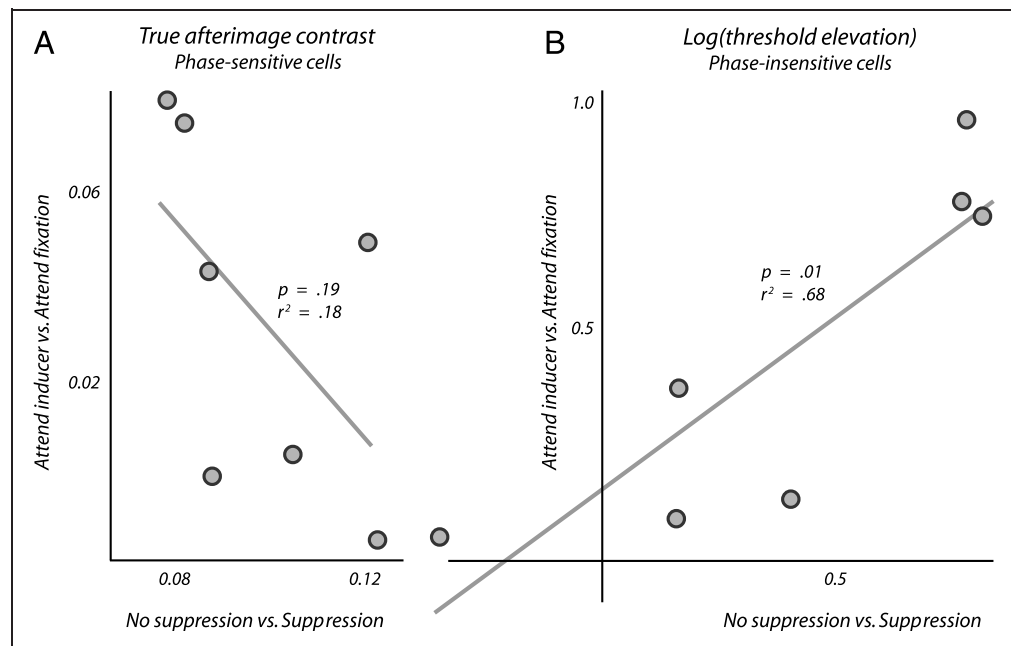 A
True afterimage contrast
Phase-sensitive cells
Attend inducer vs. Attend fixation
0.06
0.02
p = .19
r² = .18
0.08
0.12
No suppression vs. Suppression
B
Log(threshold elevation)
Phase-insensitive cells
Attend inducer vs. Attend fixation
1.0
0.5
p = .01
r² = .68
0.5
No suppression vs. Suppression